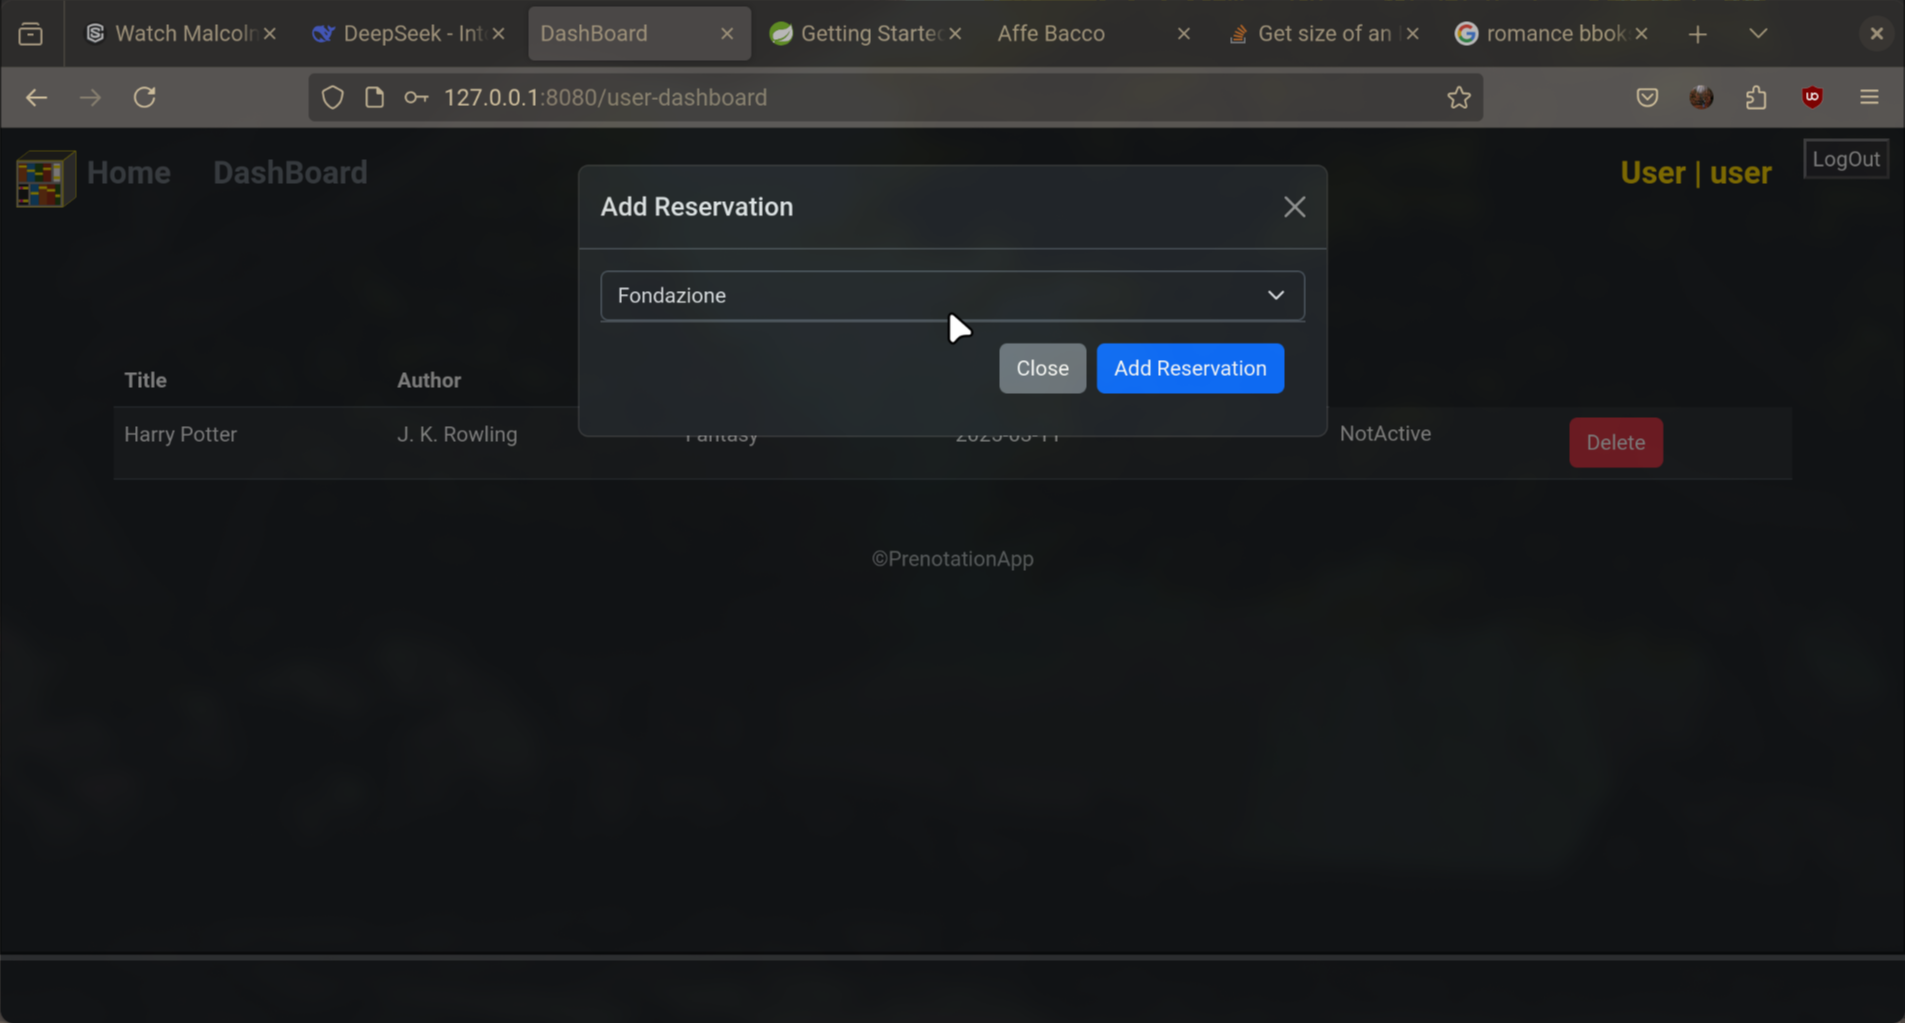 Watch Malcoln
DeepSeek - Int
DashBoard
Getting Starte
Affe Bacco
Get size of an
romance bbok
127.0.0.1:8080/user-dashboard
Home
DashBoard
User | user
LogOut
Add Reservation
Fondazione
Close
Add Reservation
Title
Author
Harry Potter
J. K. Rowling
Fantasy
NotActive
Delete
©PrenotationApp